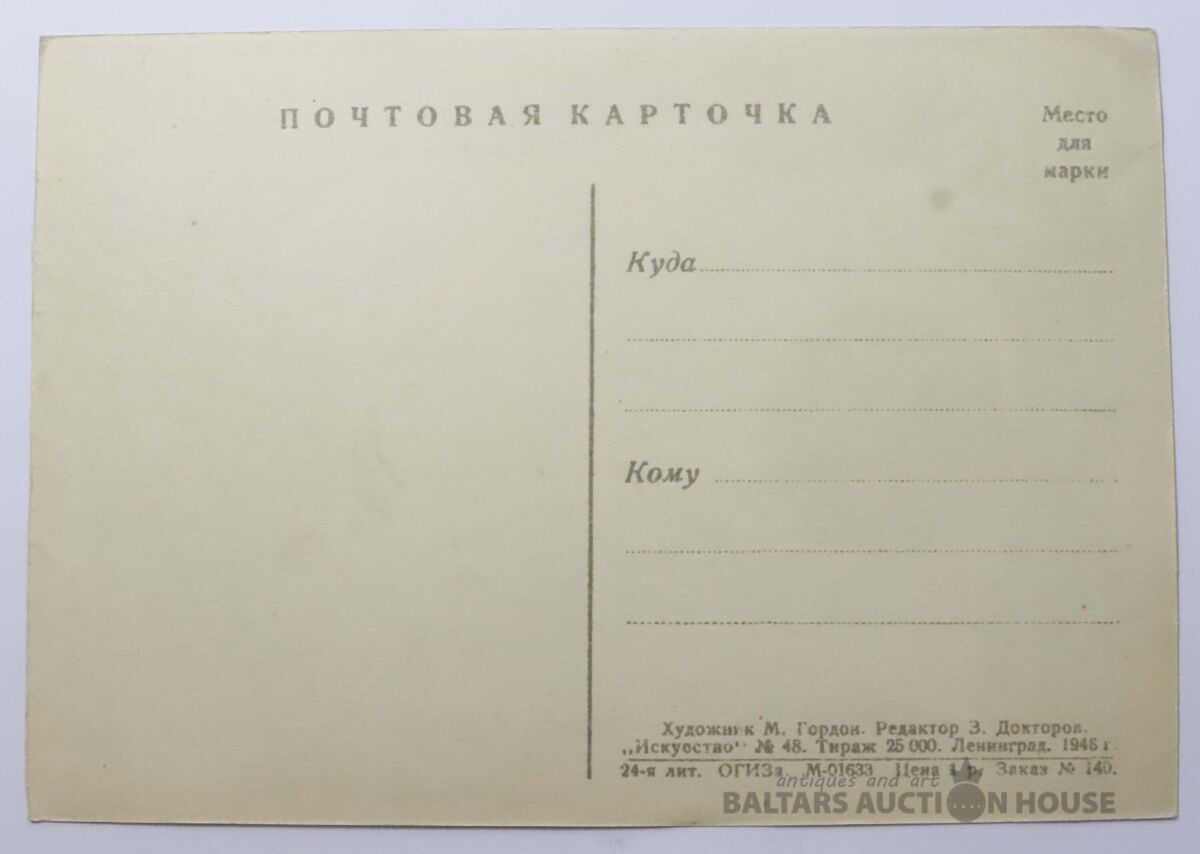 ПОЧТОВАЯ КАРТОЧКА
Место
для
марки
Куда
Кому
Художник М. Гордон. Редактор З. Докторов.
„Искусство“ № 48. Тираж 25 000. Ленинград. 1946 г.
24-я лит. ОГИЗа. М-01633 Цена 1 р. Заказ № 140.
antiques and art
BALTARS AUCTION HOUSE